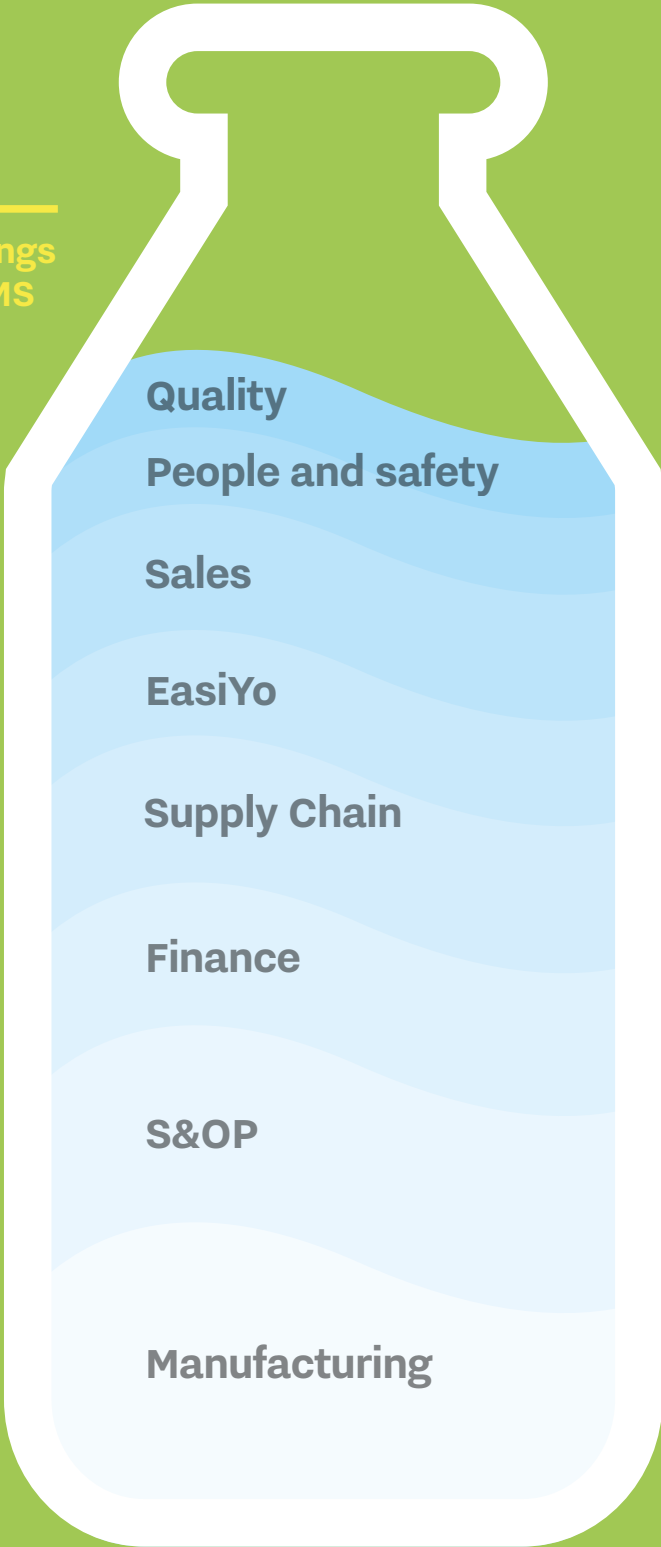 Quality
People and safety
Sales
EasiYo
Supply Chain
Finance
S&OP
Manufacturing